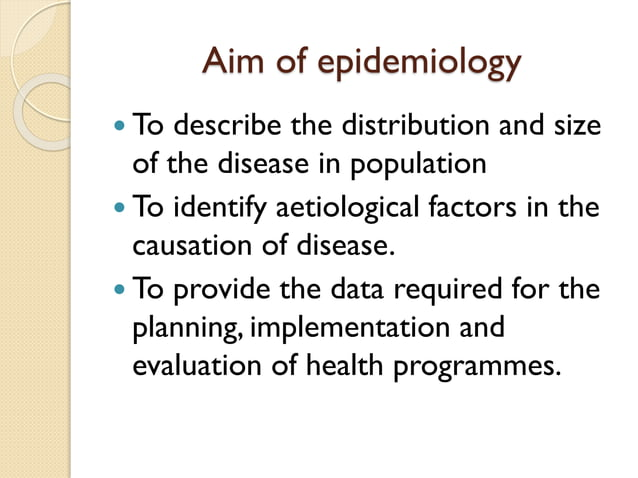 Aim of epidemiology
• To describe the distribution and size
of the disease in population
• To identify aetiological factors in the
causation of disease.
• To provide the data required for the
planning, implementation and
evaluation of health programmes.